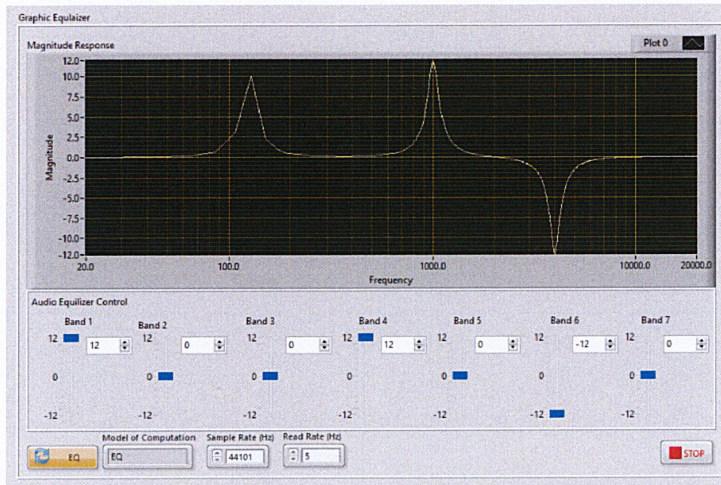 Graphic Equlaizer
Magnitude Response
Plot 0
12.0
10.0
7.5
5.0
2.5
0.0
-2.5
-5.0
-7.5
-10.0
-12.0
Magnitude
20.0 100.0 1000.0 10000.0 20000.0
Frequency
Audio Equilizer Control
Band 1 Band 2 Band 3 Band 4 Band 5 Band 6 Band 7
12 12 12 0 12 0 12 12 12 0 12 -12 12 0
0 0 0 0 0 0 0
-12 -12 -12 -12 -12 -12 -12
Model of Computation Sample Rate (Hz) Read Rate (Hz)
EQ EQ 44101 5 STOP